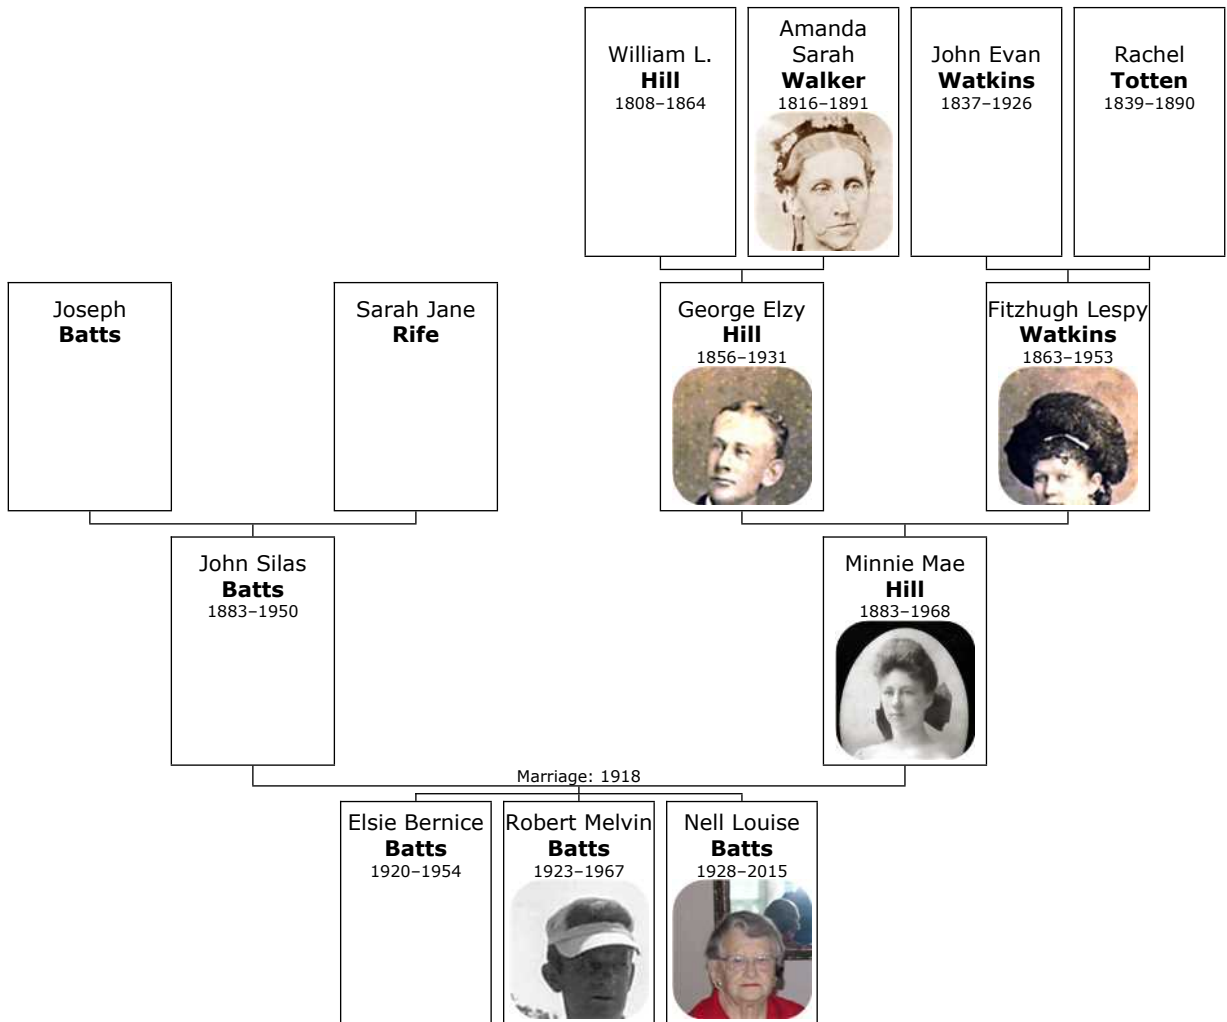 William L.
Hill
1808–1864
Amanda
Sarah
Walker
1816–1891
John Evan
Watkins
1837–1926
Rachel
Totten
1839–1890
Joseph
Batts
Sarah Jane
Rife
George Elzy
Hill
1856–1931
Fitzhugh Lespy
Watkins
1863–1953
John Silas
Batts
1883–1950
Minnie Mae
Hill
1883–1968
Marriage: 1918
Elsie Bernice
Batts
1920–1954
Robert Melvin
Batts
1923–1967
Nell Louise
Batts
1928–2015